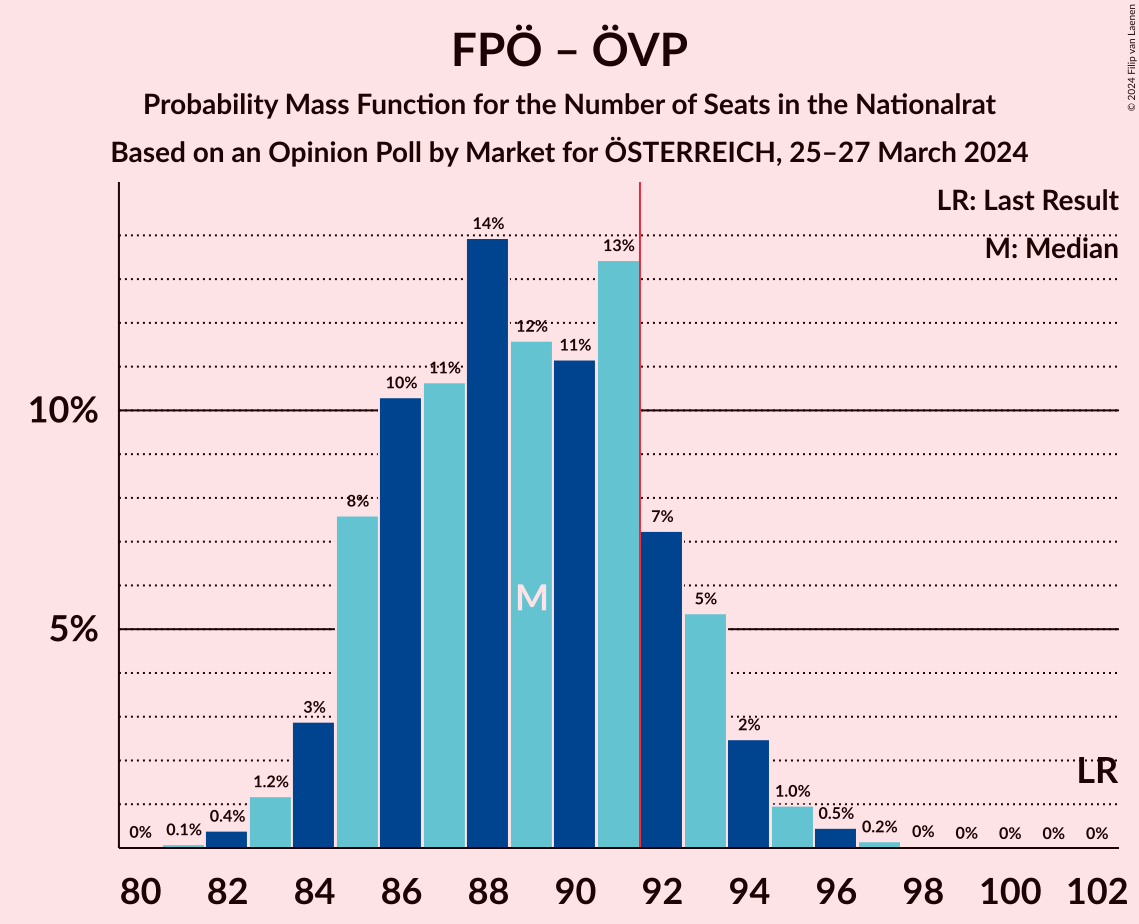 FPÖ – ÖVP
Probability Mass Function for the Number of Seats in the Nationalrat
Based on an Opinion Poll by Market for ÖSTERREICH, 25–27 March 2024
© 2024 Filip van Laenen
LR: Last Result
M: Median
10%
5%
0%
0.1%
0.4%
1.2%
3%
8%
10%
11%
14%
12%
11%
13%
7%
5%
2%
1.0%
0.5%
0.2%
0%
0%
0%
0%
0%
M
LR
80 82 84 86 88 90 92 94 96 98 100 102